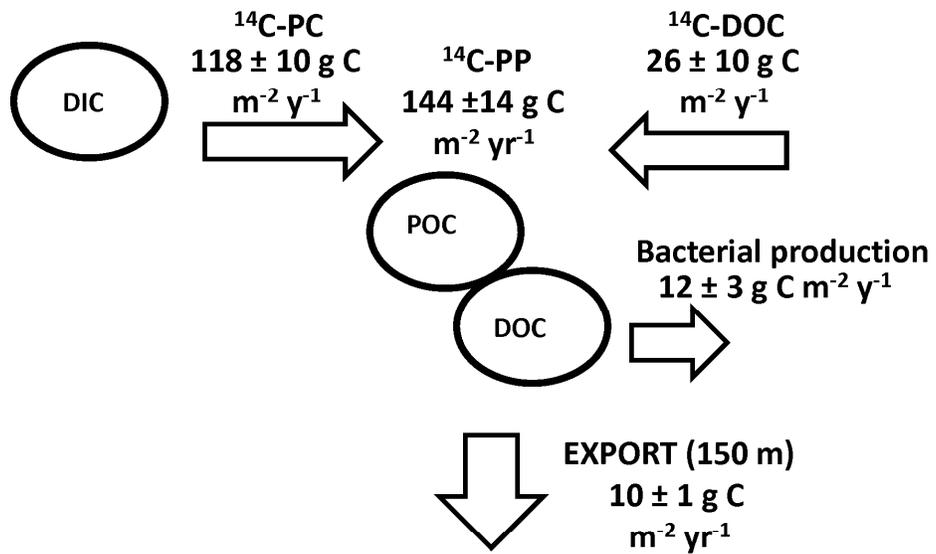 ¹⁴C-PC
118 ± 10 g C
m⁻² y⁻¹
¹⁴C-PP
144 ±14 g C
m⁻² yr⁻¹
¹⁴C-DOC
26 ± 10 g C
m⁻² y⁻¹
DIC
POC
Bacterial production
12 ± 3 g C m⁻² y⁻¹
DOC
EXPORT (150 m)
10 ± 1 g C
m⁻² yr⁻¹